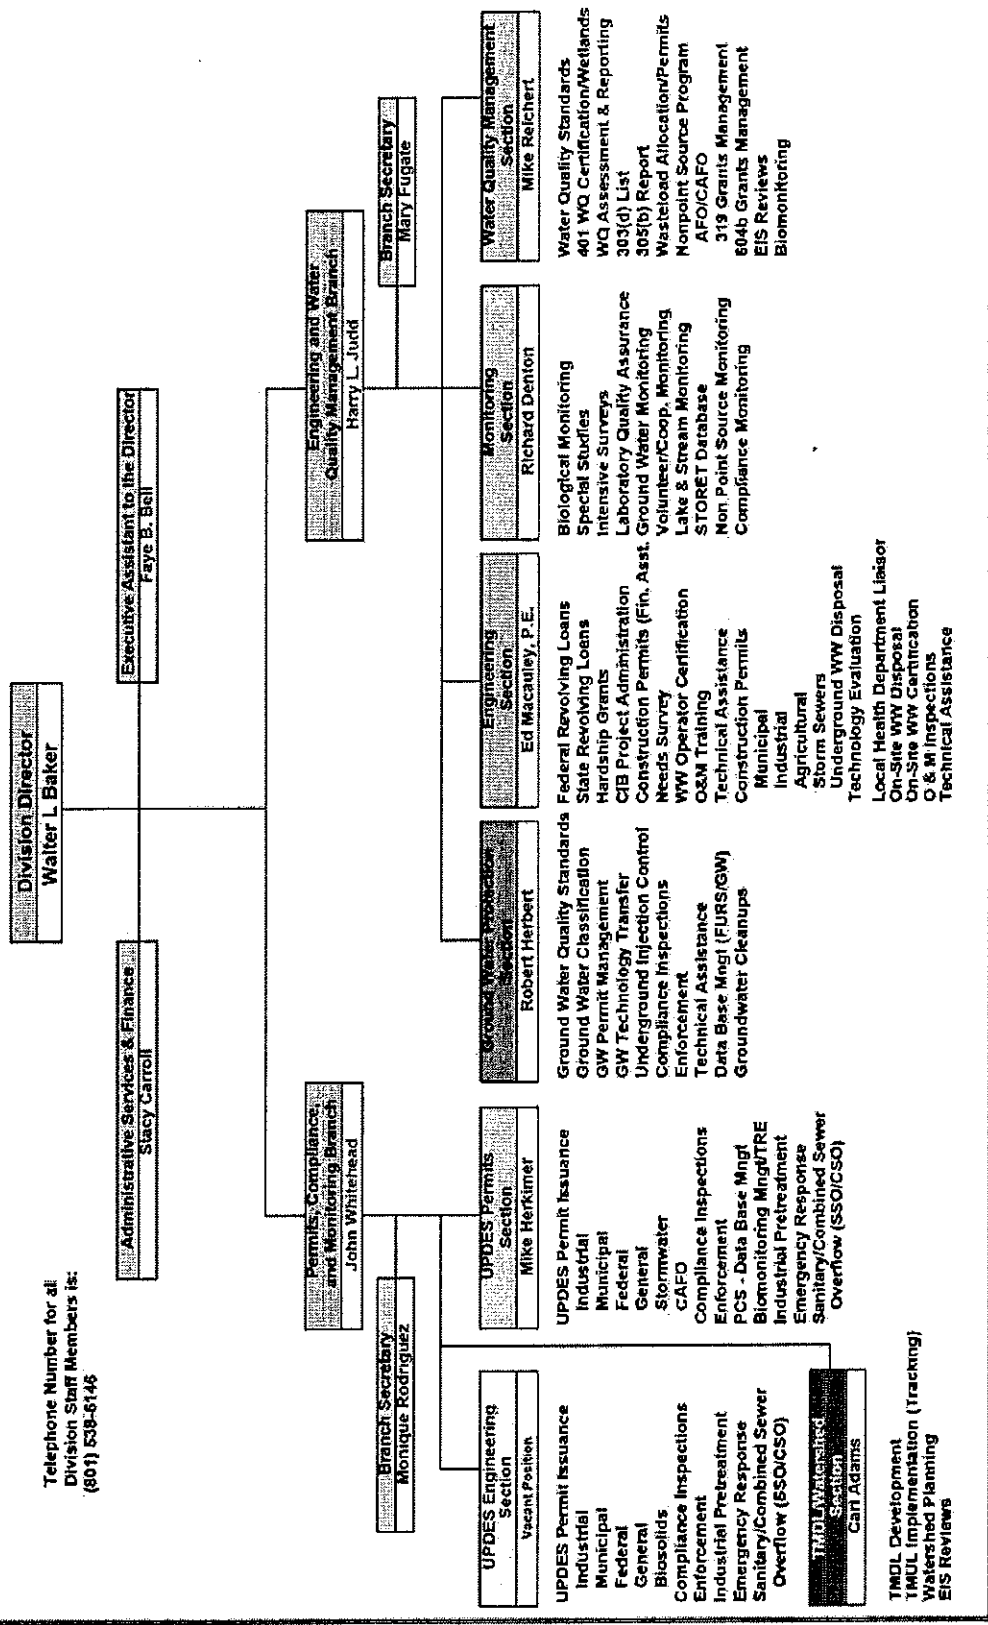 Telephone Number for all
Division Staff Members is:
(801) 538-6146
Division Director
Walter L Baker
Administrative Services & Finance
Stacy Carroll
Executive Assistant to the Director
Faye B. Bell
Permits, Compliance,
and Monitoring Branch
John Whitehead
Engineering and Water
Quality Management Branch
Harry L. Judd
Branch Secretary
Monique Rodriguez
Branch Secretary
Mary Fugate
UPDES Engineering
Section
Vacant Position
UPDES Permit Issuance
Industrial
Municipal
Federal
General
Biosolids
Compliance Inspections
Enforcement
Industrial Pretreatment
Emergency Response
Sanitary/Combined Sewer
Overflow (SSO/CSO)
TMDL/Watershed
Section
Carl Adams
TMDL Development
TMDL Implementation (Tracking)
Watershed Planning
EIS Reviews
UPDES Permits
Section
Mike Herkimer
UPDES Permit Issuance
Industrial
Municipal
Federal
General
Stormwater
CAFO
Compliance Inspections
Enforcement
PCS - Data Base Mngt
Biomonitoring Mngt/TRE
Industrial Pretreatment
Emergency Response
Sanitary/Combined Sewer
Overflow (SSO/CSO)
Ground Water Protection
Section
Robert Herbert
Ground Water Quality Standards
Ground Water Classification
GW Permit Management
GW Technology Transfer
Underground Injection Control
Compliance Inspections
Enforcement
Technical Assistance
Data Base Mngt (FURS/GW)
Groundwater Cleanups
Engineering
Section
Ed Macauley, P.E.
Federal Revolving Loans
State Revolving Loans
Hardship Grants
CIB Project Administration
Construction Permits (Fin. Asst.
Needs Survey
WW Operator Certification
O&M Training
Technical Assistance
Construction Permits
Municipal
Industrial
Agricultural
Storm Sewers
Underground WW Disposal
Technology Evaluation
Local Health Department Liaisor
On-Site WW Disposal
On-Site WW Certification
O & M Inspections
Technical Assistance
Monitoring
Section
Richard Denton
Biological Monitoring
Special Studies
Intensive Surveys
Laboratory Quality Assurance
Ground Water Monitoring
Volunteer/Coop. Monitoring
Lake & Stream Monitoring
STORET Database
Non Point Source Monitoring
Compliance Monitoring
Water Quality Management
Section
Mike Reichert
Water Quality Standards
401 WQ Certification/Wetlands
WQ Assessment & Reporting
303(d) List
305(b) Report
Wasteload Allocation/Permits
Nonpoint Source Program
AFO/CAFO
319 Grants Management
604b Grants Management
EIS Reviews
Biomonitoring